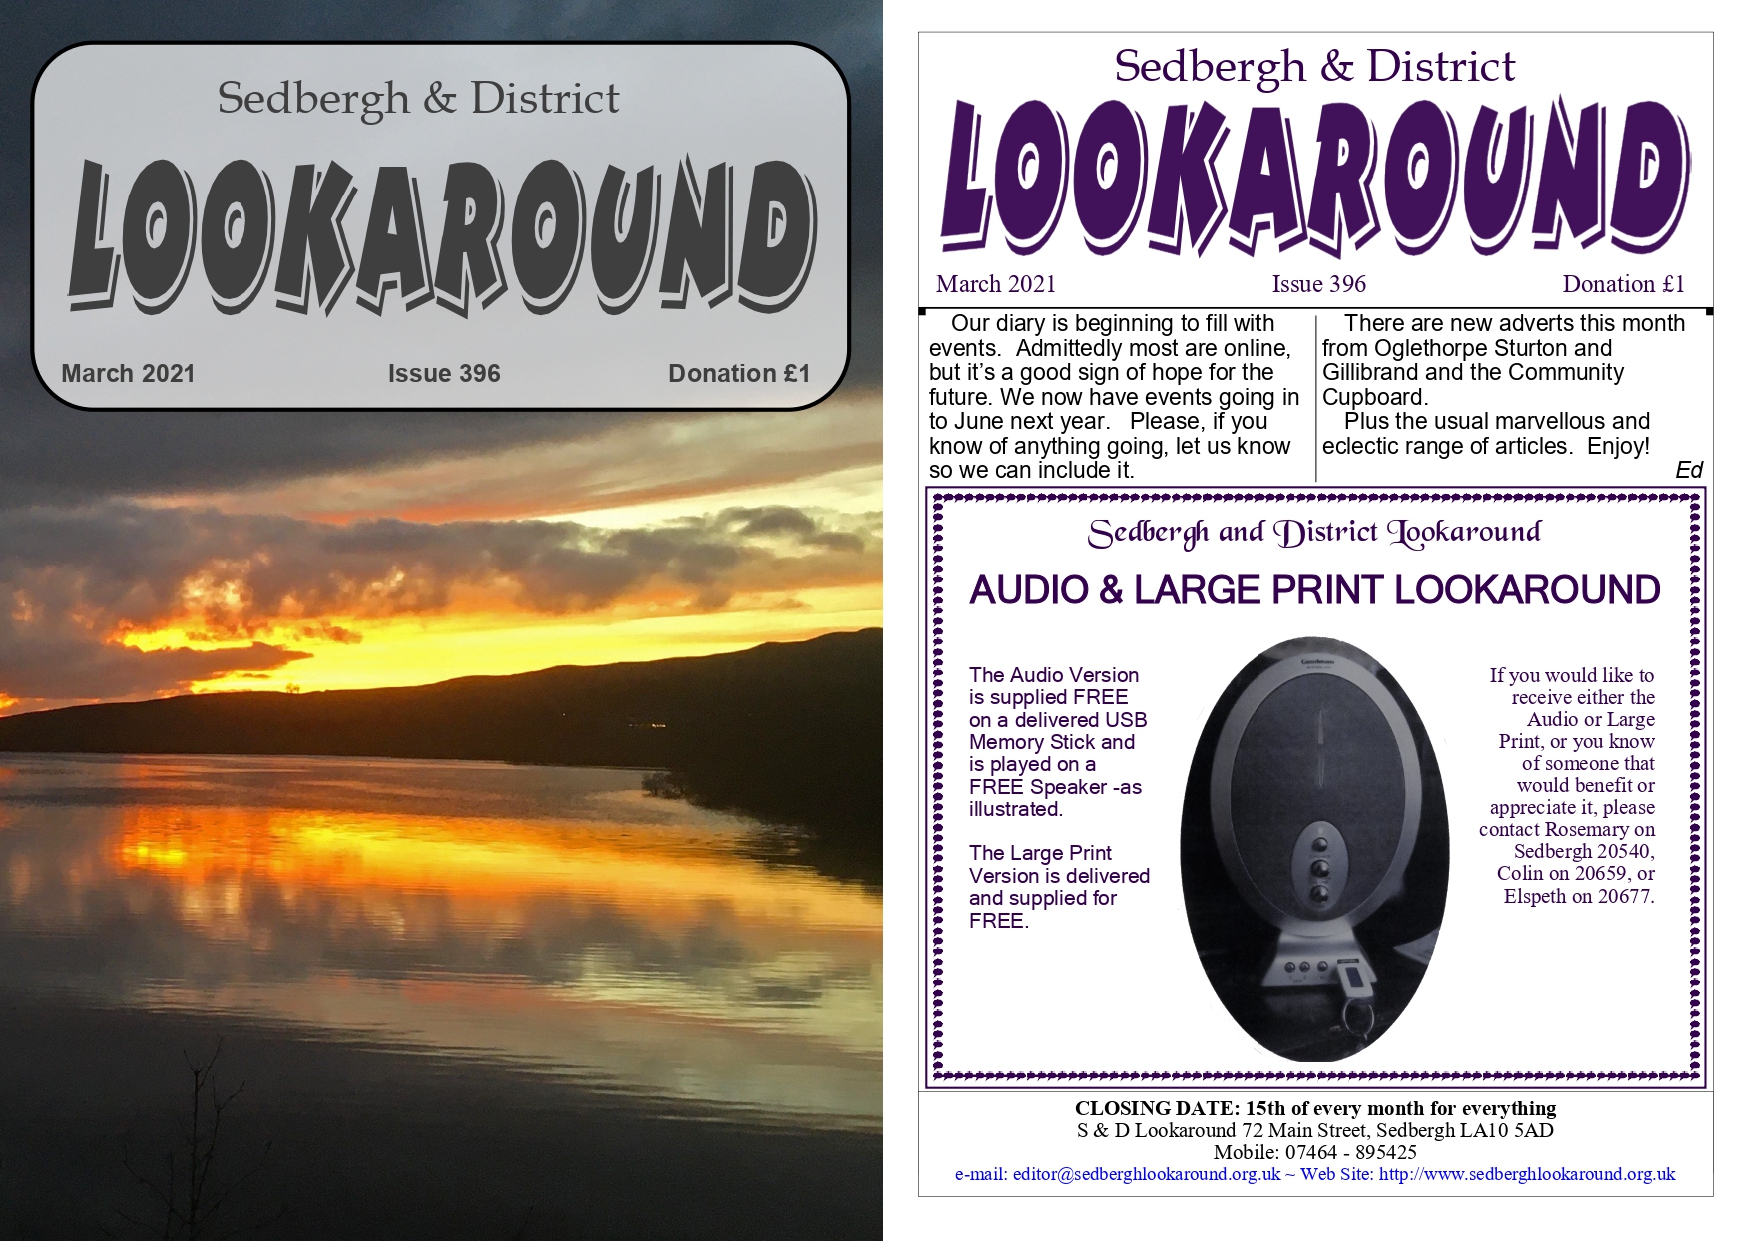 Sedbergh & District
LOOKAROUND
March 2021 Issue 396 Donation £1
Sedbergh & District
LOOKAROUND
March 2021 Issue 396 Donation £1
Our diary is beginning to fill with
events.  Admittedly most are online,
but it’s a good sign of hope for the
future. We now have events going in
to June next year.   Please, if you
know of anything going, let us know
so we can include it.
There are new adverts this month
from Oglethorpe Sturton and
Gillibrand and the Community
Cupboard.
Plus the usual marvellous and
eclectic range of articles.  Enjoy!
Ed
Sedbergh and District Lookaround
AUDIO & LARGE PRINT LOOKAROUND
The Audio Version
is supplied FREE
on a delivered USB
Memory Stick and
is played on a
FREE Speaker -as
illustrated.
The Large Print
Version is delivered
and supplied for
FREE.
If you would like to
receive either the
Audio or Large
Print, or you know
of someone that
would benefit or
appreciate it, please
contact Rosemary on
Sedbergh 20540,
Colin on 20659, or
Elspeth on 20677.
CLOSING DATE: 15th of every month for everything
S & D Lookaround 72 Main Street, Sedbergh LA10 5AD
Mobile: 07464 - 895425
e-mail: editor@sedberghlookaround.org.uk ~ Web Site: http://www.sedberghlookaround.org.uk